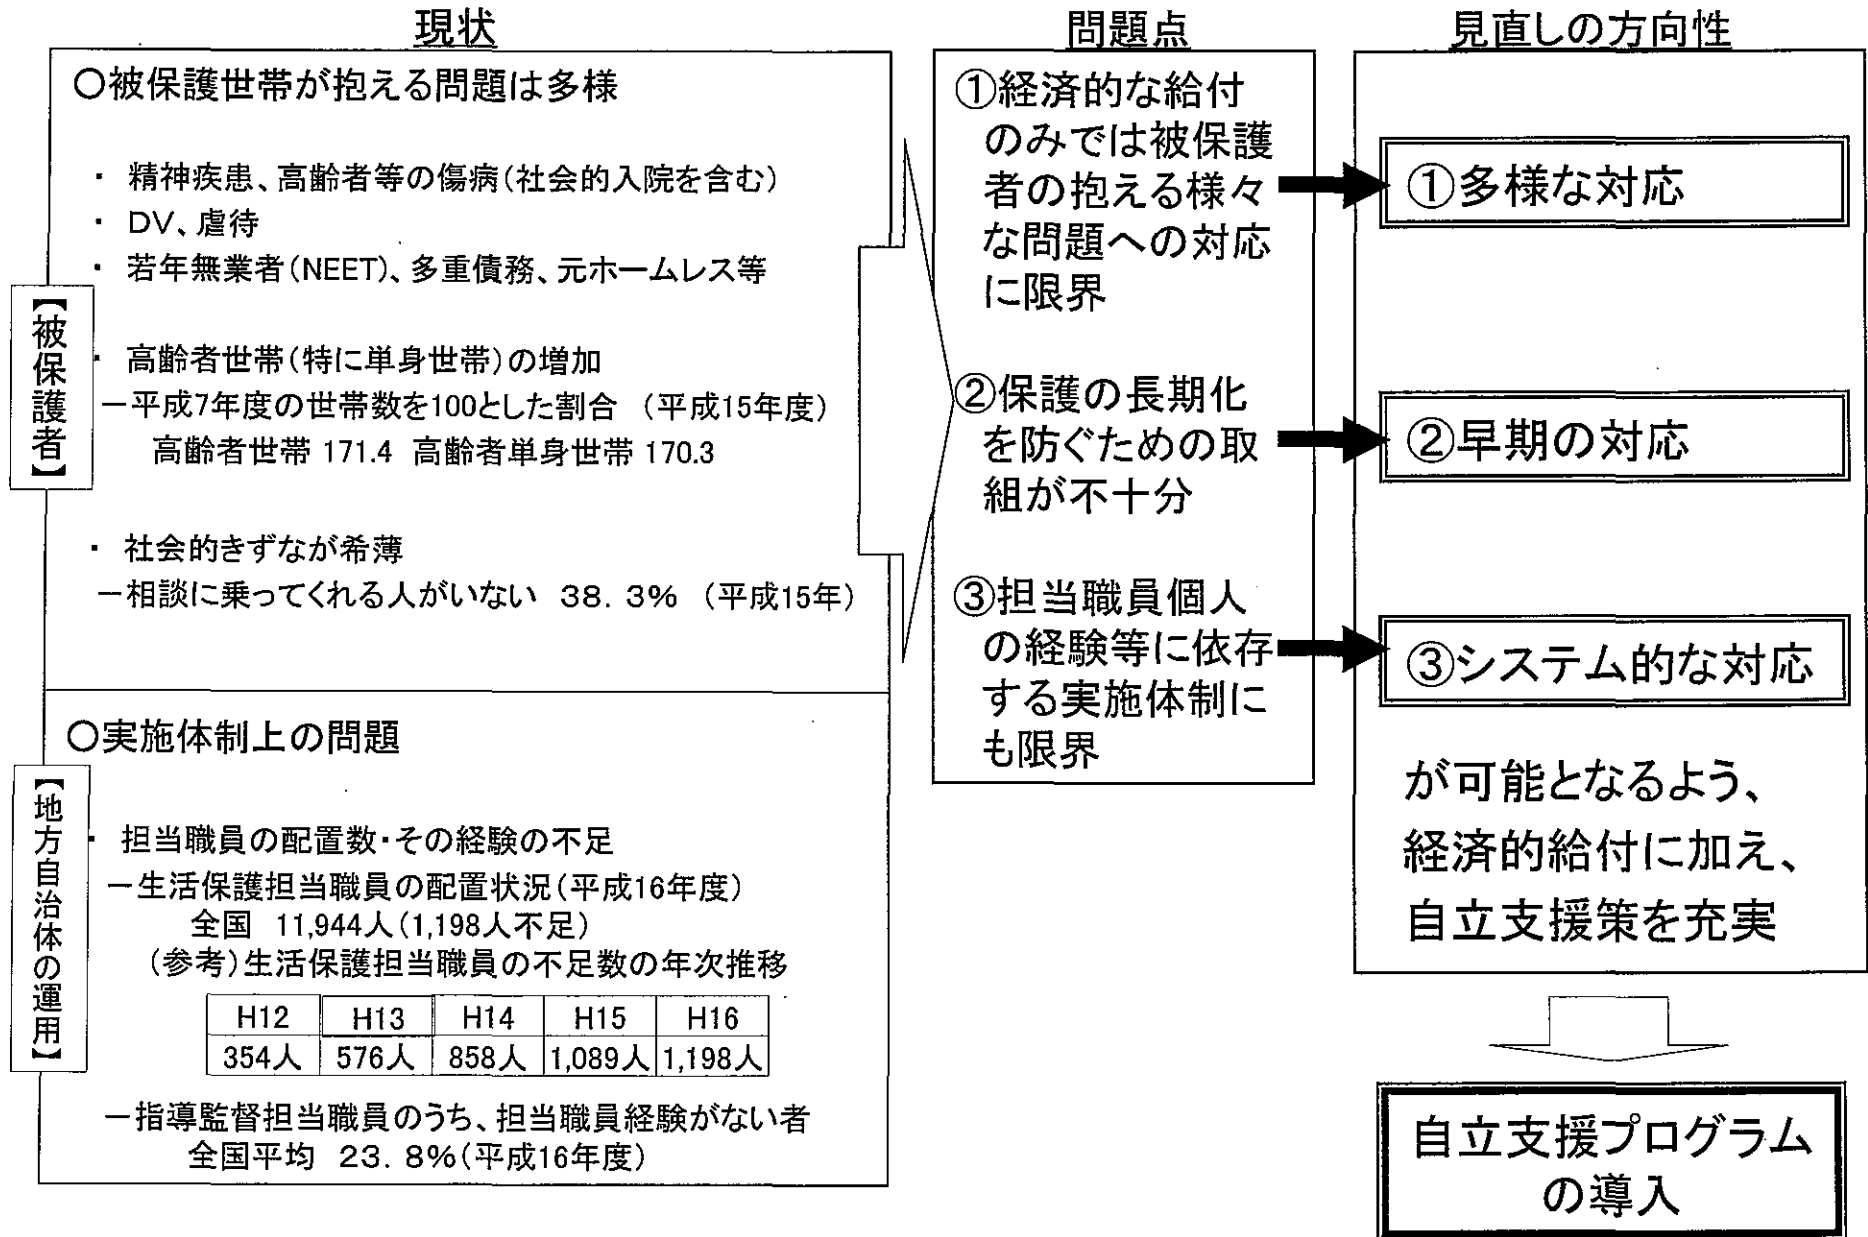 現状
【被保護者】
○被保護世帯が抱える問題は多様
・ 精神疾患、高齢者等の傷病(社会的入院を含む)
・ DV、虐待
・ 若年無業者(NEET)、多重債務、元ホームレス等
・ 高齢者世帯(特に単身世帯)の増加
－平成7年度の世帯数を100とした割合 (平成15年度)
高齢者世帯 171.4 高齢者単身世帯 170.3
・ 社会的きずなが希薄
－相談に乗ってくれる人がいない 38．3% (平成15年)
【地方自治体の運用】
○実施体制上の問題
・ 担当職員の配置数・その経験の不足
－生活保護担当職員の配置状況(平成16年度)
全国 11,944人(1,198人不足)
(参考)生活保護担当職員の不足数の年次推移
H12 H13 H14 H15 H16
354人 576人 858人 1,089人 1,198人
－指導監督担当職員のうち、担当職員経験がない者
全国平均 23．8%(平成16年度)
問題点
①経済的な給付
のみでは被保護
者の抱える様々
な問題への対応
に限界
②保護の長期化
を防ぐための取
組が不十分
③担当職員個人
の経験等に依存
する実施体制に
も限界
見直しの方向性
①多様な対応
②早期の対応
③システム的な対応
が可能となるよう、
経済的給付に加え、
自立支援策を充実
自立支援プログラム
の導入